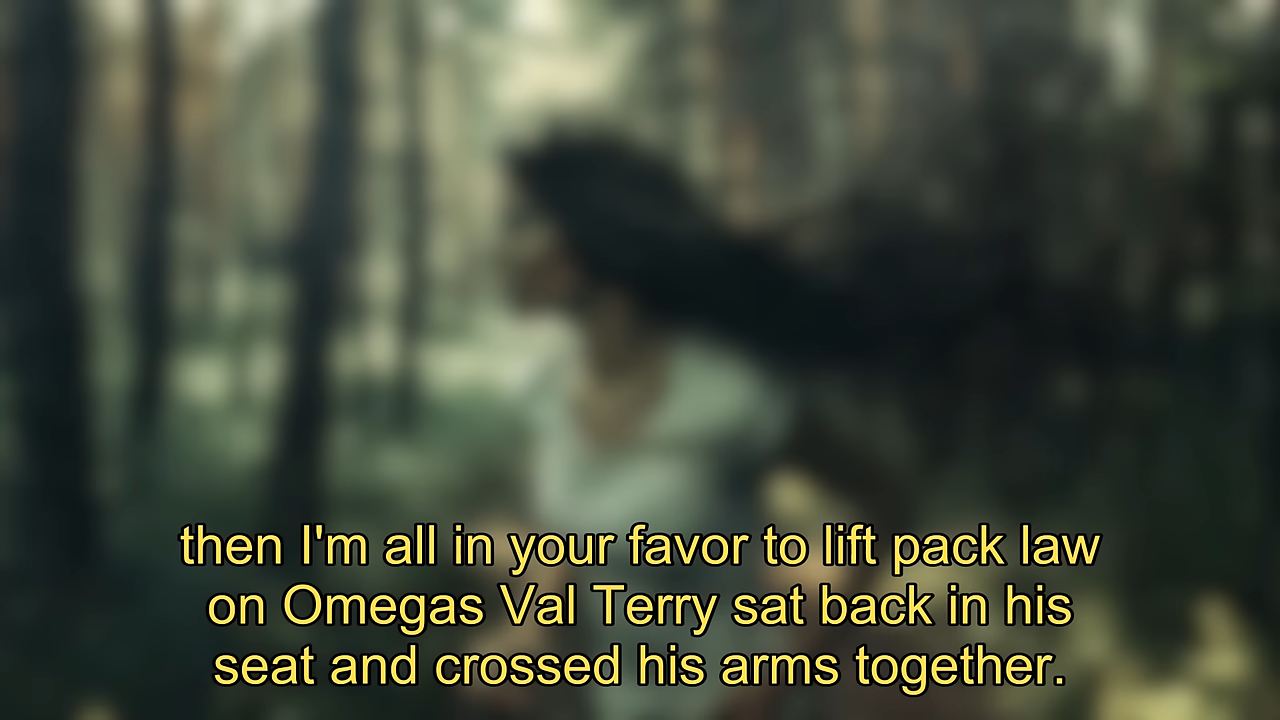 then I'm all in your favor to lift pack law
on Omegas Val Terry sat back in his
seat and crossed his arms together.